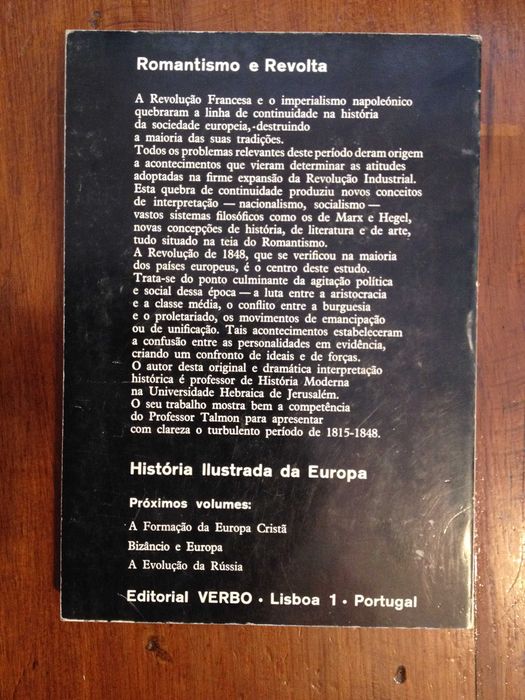 Romantismo e Revolta
A Revolução Francesa e o imperialismo napoleónico
quebraram a linha de continuidade na história
da sociedade europeia, destruindo
a maioria das suas tradições.
Todos os problemas relevantes deste período deram origem
a acontecimentos que vieram determinar as atitudes
adoptadas na firme expansão da Revolução Industrial.
Esta quebra de continuidade produziu novos conceitos
de interpretação — nacionalismo, socialismo —
vastos sistemas filosóficos como os de Marx e Hegel,
novas concepções de história, de literatura e de arte,
tudo situado na teia do Romantismo.
A Revolução de 1848, que se verificou na maioria
dos países europeus, é o centro deste estudo.
Trata-se do ponto culminante da agitação política
e social dessa época — a luta entre a aristocracia
e a classe média, o conflito entre a burguesia
e o proletariado, os movimentos de emancipação
ou de unificação. Tais acontecimentos estabeleceram
a confusão entre as personalidades em evidência,
criando um confronto de ideais e de forças.
O autor desta original e dramática interpretação
histórica é professor de História Moderna
na Universidade Hebraica de Jerusalém.
O seu trabalho mostra bem a competência
do Professor Talmon para apresentar
com clareza o turbulento período de 1815-1848.
História Ilustrada da Europa
Próximos volumes:
A Formação da Europa Cristã
Bizâncio e Europa
A Evolução da Rússia
Editorial VERBO • Lisboa 1 • Portugal